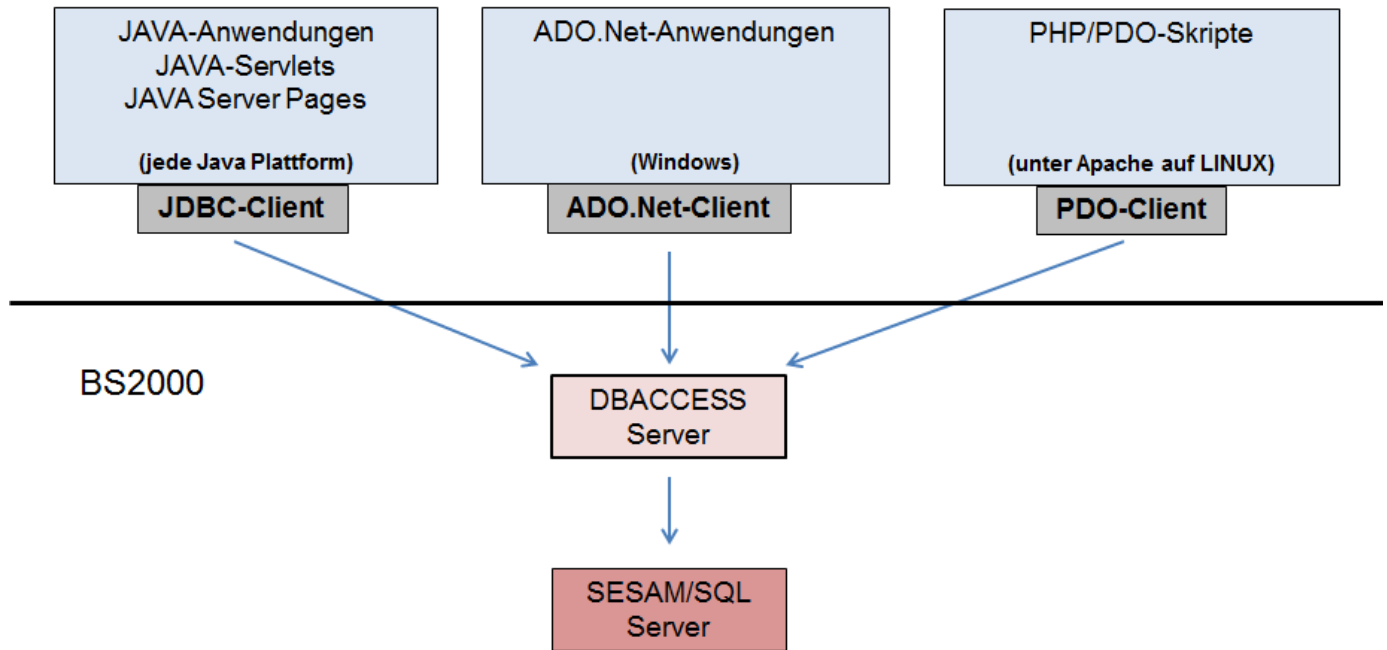 JAVA-Anwendungen
JAVA-Servlets
JAVA Server Pages
(jede Java Plattform)
JDBC-Client
ADO.Net-Anwendungen
(Windows)
ADO.Net-Client
PHP/PDO-Skripte
(unter Apache auf LINUX)
PDO-Client
BS2000
DBACCESS
Server
SESAM/SQL
Server